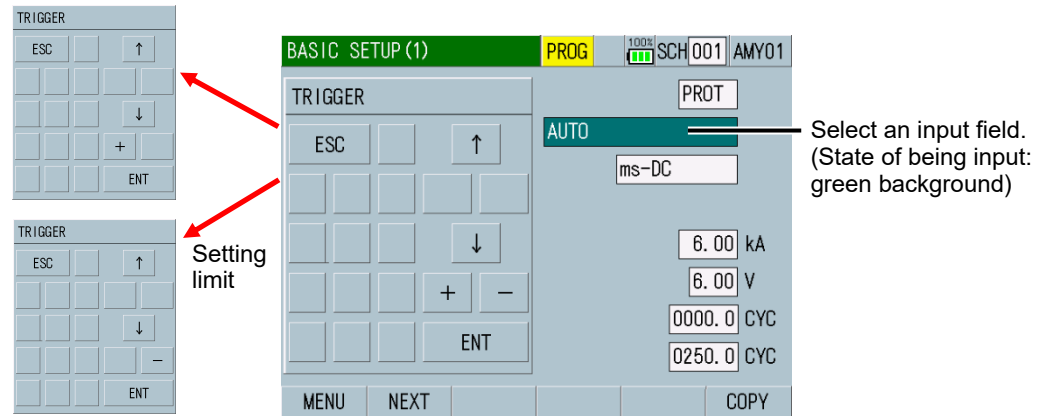 TRIGGER
ESC ↑
↓
+
ENT
TRIGGER
ESC ↑
↓
−
ENT
Setting
limit
BASIC SETUP(1) PROG 100% SCH 001 AMY01
TRIGGER
ESC ↑
↓
+ −
ENT
PROT
AUTO
ms-DC
6.00 kA
6.00 V
0000.0 CYC
0250.0 CYC
MENU NEXT COPY
Select an input field.
(State of being input:
green background)